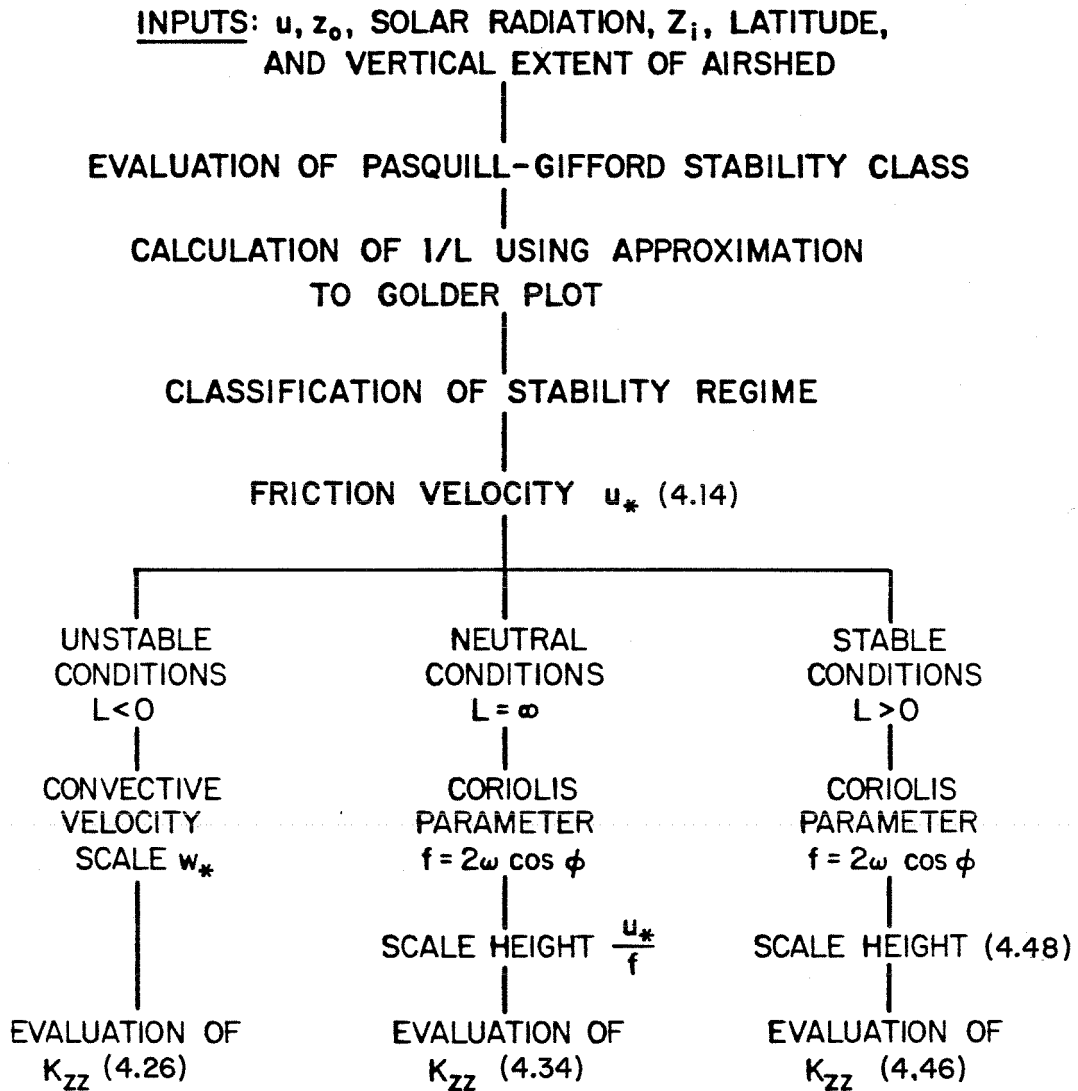 INPUTS: u, z₀, SOLAR RADIATION, Zᵢ, LATITUDE,
AND VERTICAL EXTENT OF AIRSHED
EVALUATION OF PASQUILL-GIFFORD STABILITY CLASS
CALCULATION OF 1/L USING APPROXIMATION
TO GOLDER PLOT
CLASSIFICATION OF STABILITY REGIME
FRICTION VELOCITY u* (4.14)
UNSTABLE
CONDITIONS
L<0
CONVECTIVE
VELOCITY
SCALE w*
EVALUATION OF
Kzz (4.26)
NEUTRAL
CONDITIONS
L = ∞
CORIOLIS
PARAMETER
f = 2ω cos ϕ
SCALE HEIGHT u*/f
EVALUATION OF
Kzz (4.34)
STABLE
CONDITIONS
L >0
CORIOLIS
PARAMETER
f = 2ω cos ϕ
SCALE HEIGHT (4.48)
EVALUATION OF
Kzz (4.46)